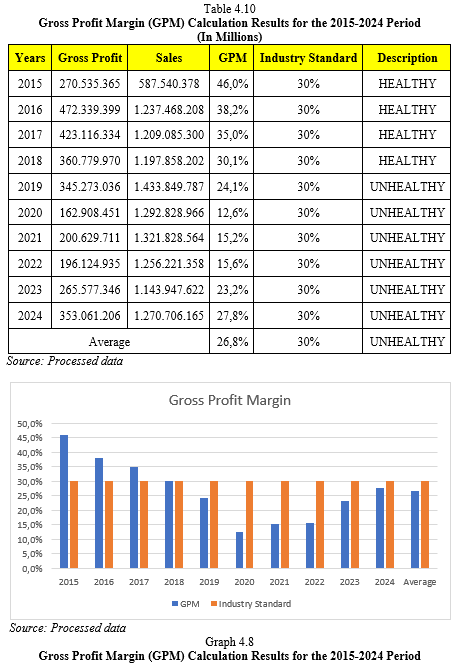 Table 4.10
Gross Profit Margin (GPM) Calculation Results for the 2015-2024 Period
(In Millions)
Years Gross Profit Sales GPM Industry Standard Description
2015 270.535.365 587.540.378 46,0% 30% HEALTHY
2016 472.339.399 1.237.468.208 38,2% 30% HEALTHY
2017 423.116.334 1.209.085.300 35,0% 30% HEALTHY
2018 360.779.970 1.197.858.202 30,1% 30% HEALTHY
2019 345.273.036 1.433.849.787 24,1% 30% UNHEALTHY
2020 162.908.451 1.292.828.966 12,6% 30% UNHEALTHY
2021 200.629.711 1.321.828.564 15,2% 30% UNHEALTHY
2022 196.124.935 1.256.221.358 15,6% 30% UNHEALTHY
2023 265.577.346 1.143.947.622 23,2% 30% UNHEALTHY
2024 353.061.206 1.270.706.165 27,8% 30% UNHEALTHY
Average 26,8% 30% UNHEALTHY
Source: Processed data
Gross Profit Margin
50,0%
45,0%
40,0%
35,0%
30,0%
25,0%
20,0%
15,0%
10,0%
5,0%
0,0%
2015 2016 2017 2018 2019 2020 2021 2022 2023 2024 Average
GPM Industry Standard
Source: Processed data
Graph 4.8
Gross Profit Margin (GPM) Calculation Results for the 2015-2024 Period